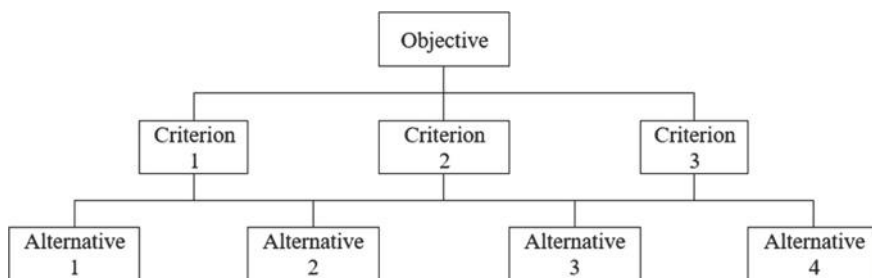 Objective
Criterion
1
Criterion
2
Criterion
3
Alternative
1
Alternative
2
Alternative
3
Alternative
4